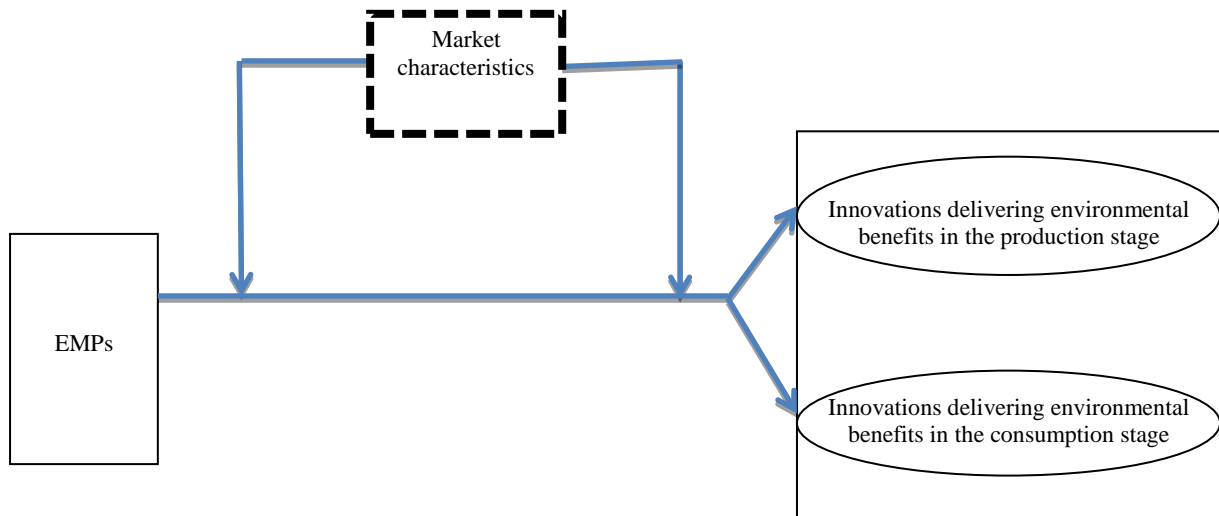 Market
characteristics
Innovations delivering environmental
benefits in the production stage
EMPs
Innovations delivering environmental
benefits in the consumption stage